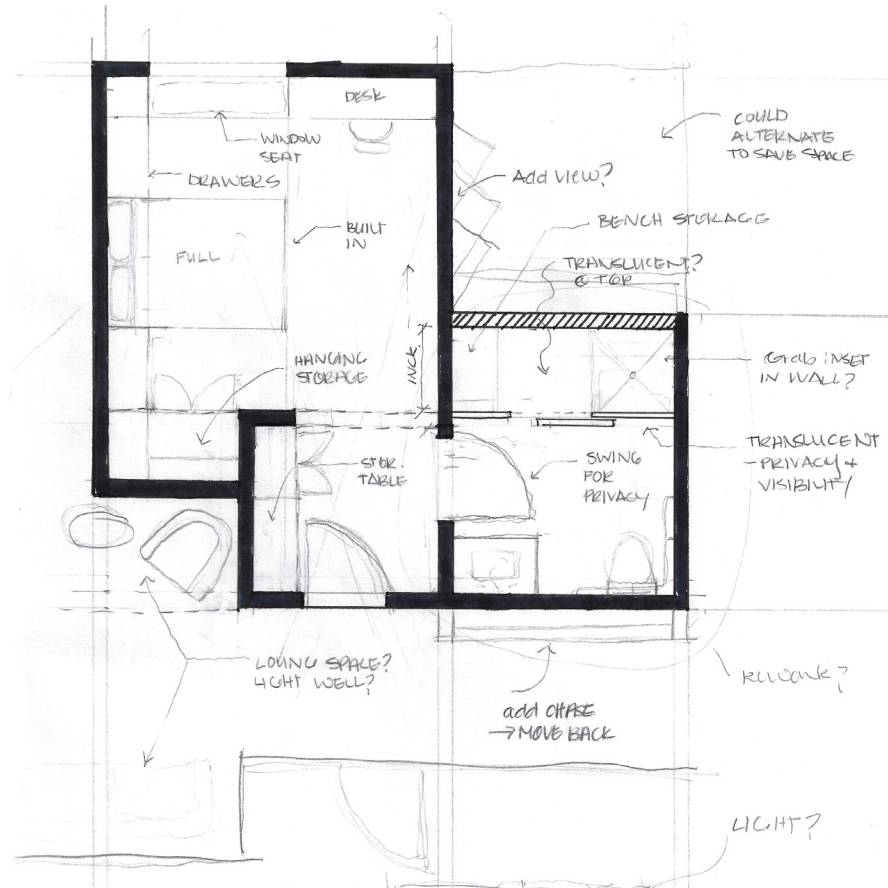 DESK
COULD
ALTERNATE
TO SAVE SPACE
WINDOW
SEAT
DRAWERS
Add VIEW?
BENCH STORAGE
BUILT
IN
FULL
TRANSLUCENT?
@ TOP
INCR.
HANGING
STORAGE
Grab INSET
IN WALL?
TRANSLUCENT
-PRIVACY +
VISIBILITY
STOR.
TABLE
SWING
FOR
PRIVACY
SPACE?
LIGHT WELL?
REWORK?
add CHASE
→MOVE BACK
LIGHT?